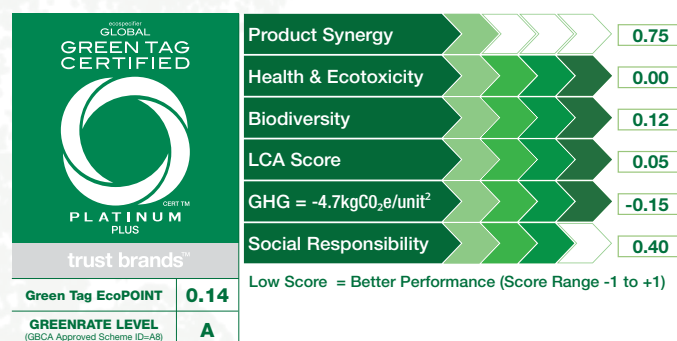 ecospecifier
GLOBAL
GREEN TAG
CERTIFIED
CERT TM
PLATINUM
PLUS
trust brands™
Green Tag EcoPOINT 0.14
GREENRATE LEVEL A
(GBCA Approved Scheme ID=A8)
Product Synergy 0.75
Health & Ecotoxicity 0.00
Biodiversity 0.12
LCA Score 0.05
GHG = -4.7kgCO₂e/unit² -0.15
Social Responsibility 0.40
Low Score = Better Performance (Score Range -1 to +1)